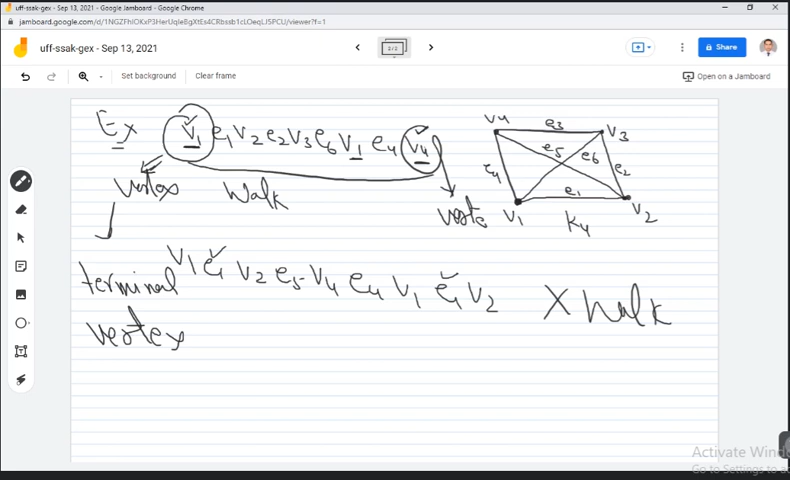 uff-ssak-gex - Sep 13, 2021 - Google Jamboard - Google Chrome
jamboard.google.com/d/1NGZFhIOKxP3HerUqIeBgXtEs4CRbssb1cLOeqLJSPCU/viewer?f=1
uff-ssak-gex - Sep 13, 2021
2/2
Share
Set background
Clear frame
Open on a Jamboard
Ex v1 e1 v2 e2 v3 e6 v1 e4 v4
vertex walk
v4 e3 v3
e5 e6
e4 e2
e1
v1 v2
K4
terminal
vertex
v1 e1 v2 e5 v4 e4 v1 e1 v2
X walk
Activate Wind
Go to Settings to a